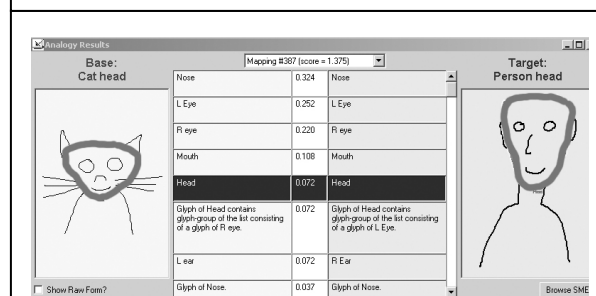 Analogy Results
Base:
Cat head
Mapping #387 (score = 1.375)
Target:
Person head
Nose 0.324 Nose
L Eye 0.252 L Eye
R eye 0.220 R eye
Mouth 0.108 Mouth
Head 0.072 Head
Glyph of Head contains 0.072 Glyph of Head contains
glyph-group of the list consisting glyph-group of the list consisting
of a glyph of R eye. of a glyph of L Eye.
L ear 0.072 R Ear
Glyph of Nose. 0.037 Glyph of Nose.
Show Raw Form?
Browse SME